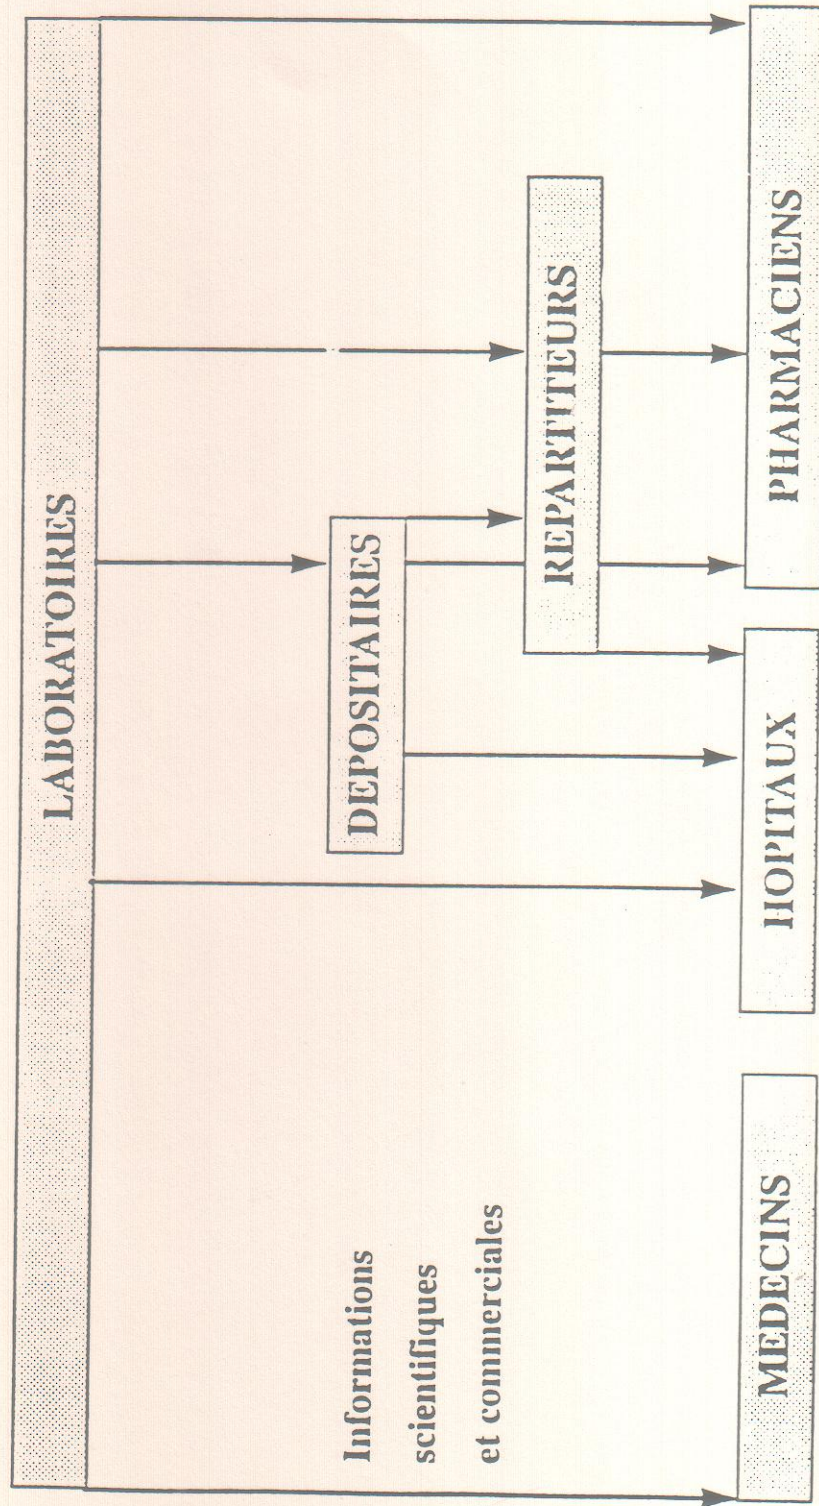 LABORATOIRES
DEPOSITAIRES
REPARTITEURS
Informations
scientifiques
et commerciales
MEDECINS
HOPITAUX
PHARMACIENS